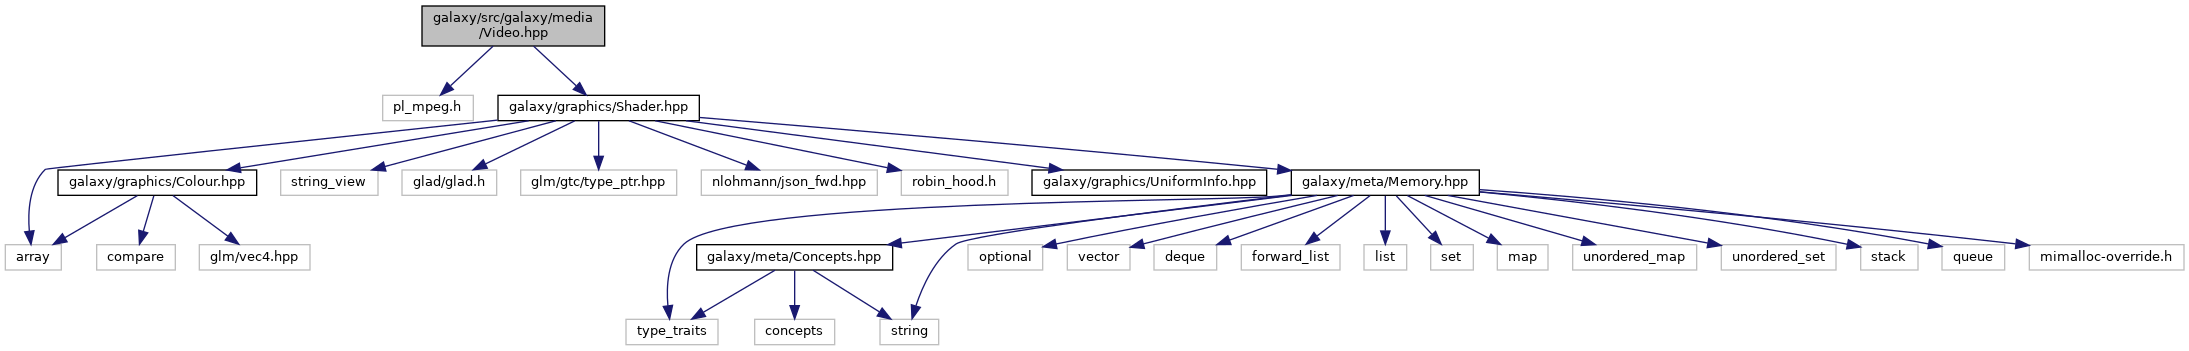 galaxy/src/galaxy/media
/Video.hpp
pl_mpeg.h
galaxy/graphics/Shader.hpp
galaxy/graphics/Colour.hpp
string_view
glad/glad.h
glm/gtc/type_ptr.hpp
nlohmann/json_fwd.hpp
robin_hood.h
galaxy/graphics/UniformInfo.hpp
galaxy/meta/Memory.hpp
array
compare
glm/vec4.hpp
galaxy/meta/Concepts.hpp
optional
vector
deque
forward_list
list
set
map
unordered_map
unordered_set
stack
queue
mimalloc-override.h
type_traits
concepts
string